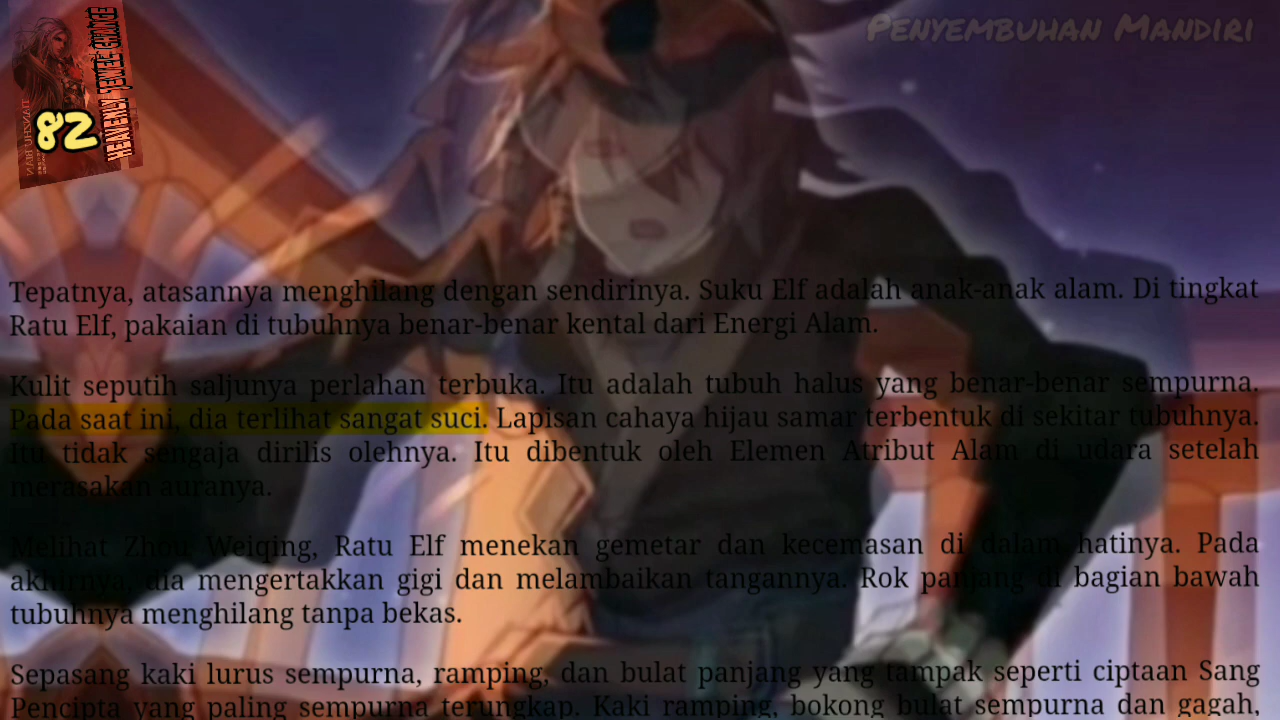 PENYEMBUHAN MANDIRI
HEAVENLY JEWEL CHANGE
82
Tepatnya, atasannya menghilang dengan sendirinya. Suku Elf adalah anak-anak alam. Di tingkat
Ratu Elf, pakaian di tubuhnya benar-benar kental dari Energi Alam.
Kulit seputih saljunya perlahan terbuka. Itu adalah tubuh halus yang benar-benar sempurna.
Pada saat ini, dia terlihat sangat suci. Lapisan cahaya hijau samar terbentuk di sekitar tubuhnya.
Itu tidak sengaja dirilis olehnya. Itu dibentuk oleh Elemen Atribut Alam di udara setelah
merasakan auranya.
Melihat Zhou Weiqing, Ratu Elf menekan gemetar dan kecemasan di dalam hatinya. Pada
akhirnya, dia mengertakkan gigi dan melambaikan tangannya. Rok panjang di bagian bawah
tubuhnya menghilang tanpa bekas.
Sepasang kaki lurus sempurna, ramping, dan bulat panjang yang tampak seperti ciptaan Sang
Pencipta yang paling sempurna terungkap. Kaki ramping, bokong bulat sempurna dan gagah,